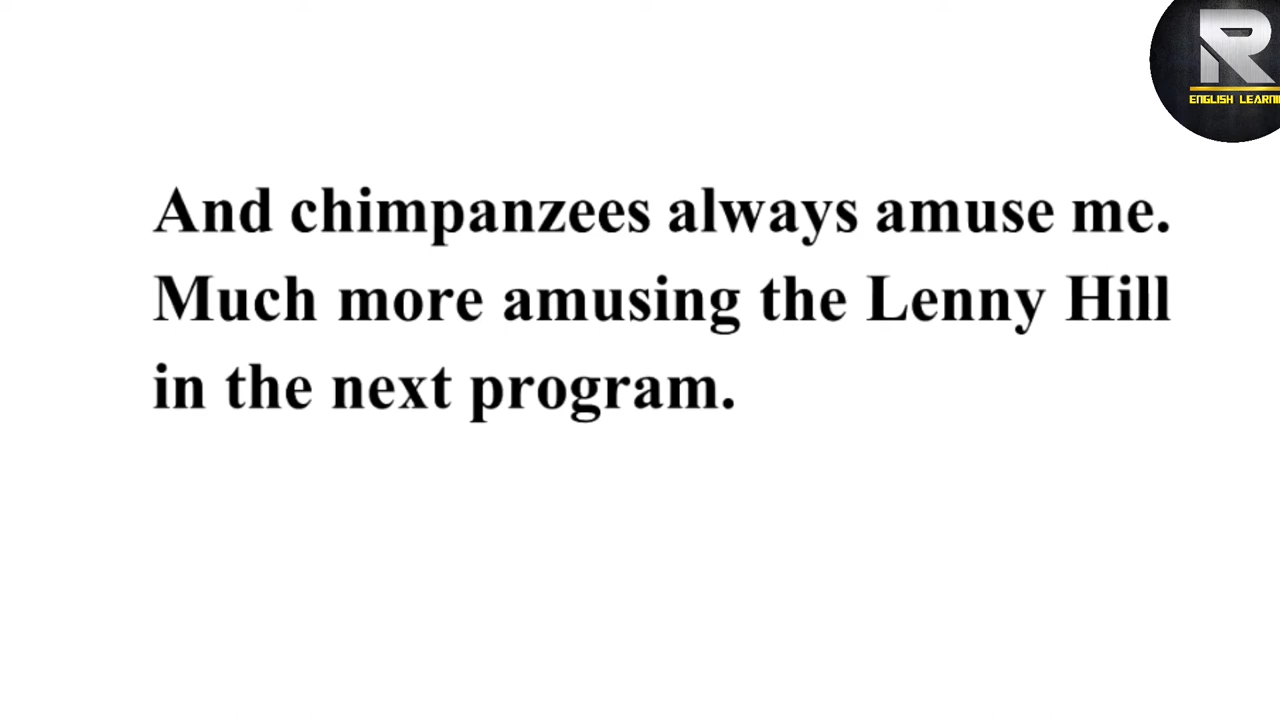 R
ENGLISH LEARNI
And chimpanzees always amuse me.
Much more amusing the Lenny Hill
in the next program.